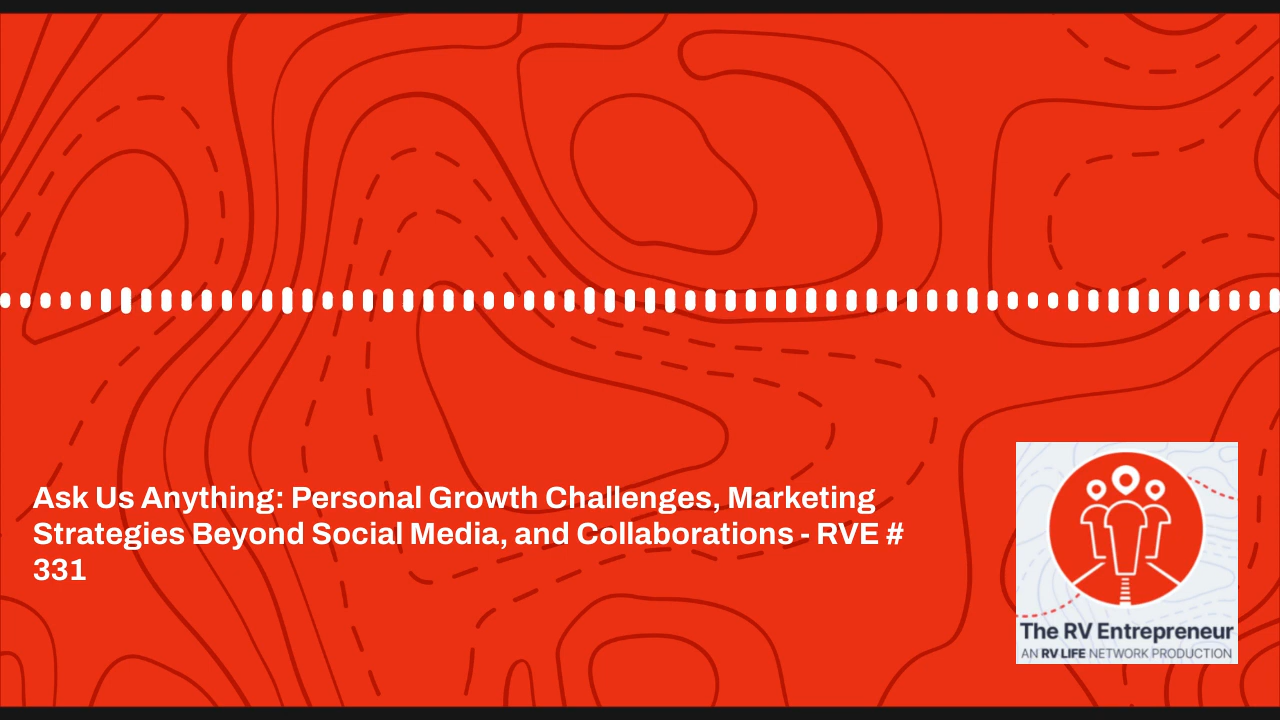 Ask Us Anything: Personal Growth Challenges, Marketing
Strategies Beyond Social Media, and Collaborations - RVE #
331
The RV Entrepreneur
AN RV LIFE NETWORK PRODUCTION